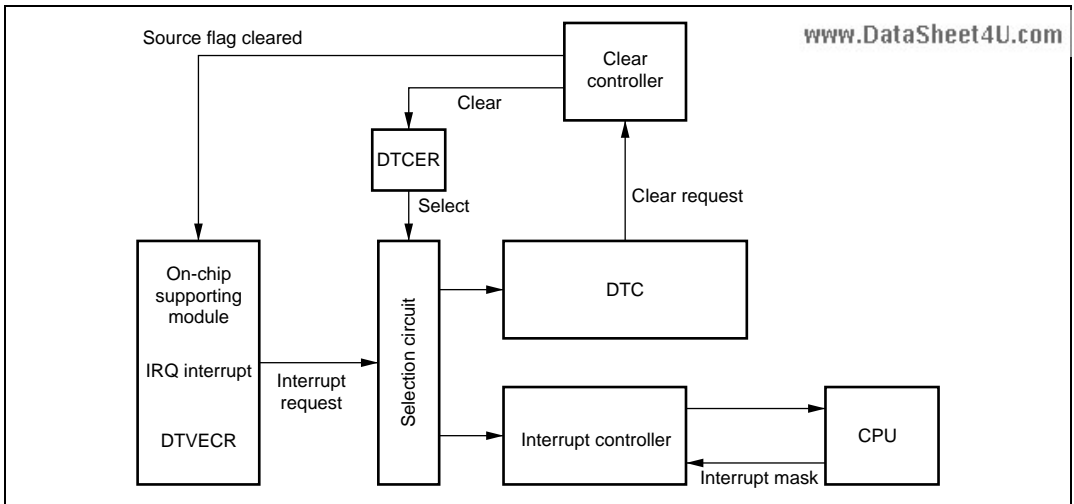 www.DataSheet4U.com
Source flag cleared
Clear
controller
Clear
DTCER
Clear request
Select
On-chip
supporting
module
IRQ interrupt
DTVECR
Interrupt
request
Selection circuit
DTC
Interrupt controller
CPU
Interrupt mask